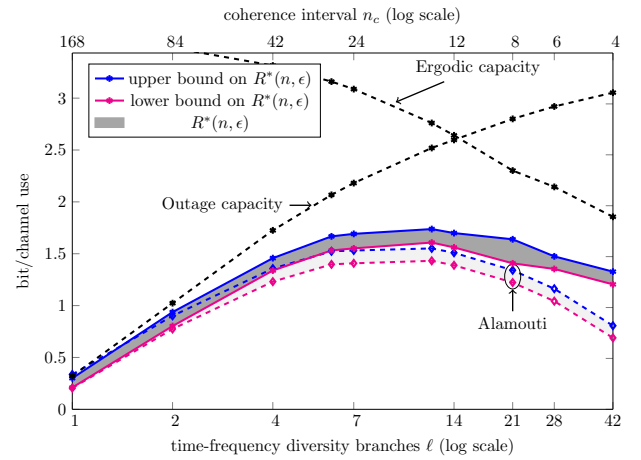 coherence interval n_c (log scale)
168 84 42 24 12 8 6 4
Ergodic capacity
upper bound on R*(n, ϵ)
lower bound on R*(n, ϵ)
R*(n, ϵ)
Outage capacity
Alamouti
bit/channel use
3
2.5
2
1.5
1
0.5
0
1 2 4 7 14 21 28 42
time-frequency diversity branches ℓ (log scale)